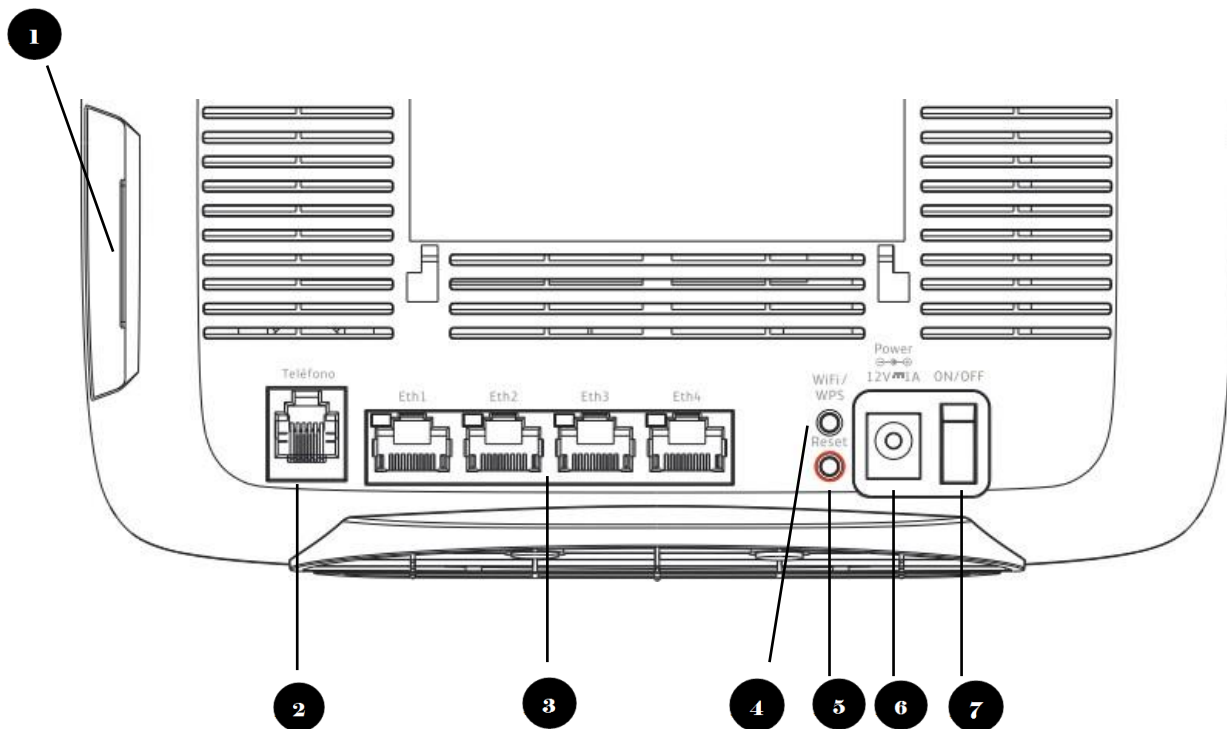 1
Teléfono
Eth1
Eth2
Eth3
Eth4
WiFi/
WPS
Reset
Power
12V 1A
ON/OFF
2
3
4
5
6
7